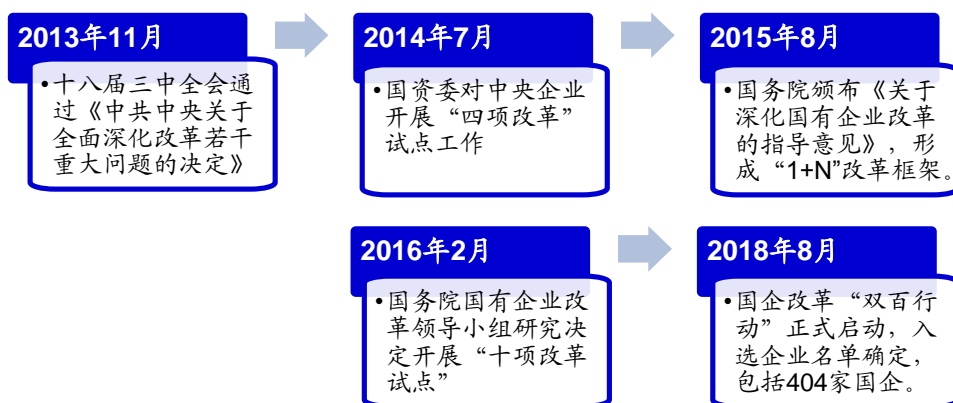 2013年11月
•十八届三中全会通
过《中共中央关于
全面深化改革若干
重大问题的决定》
2014年7月
•国资委对中央企业
开展“四项改革”
试点工作
2015年8月
•国务院颁布《关于
深化国有企业改革
的指导意见》，形
成“1+N”改革框架。
2016年2月
•国务院国有企业改
革领导小组研究决
定开展“十项改革
试点”
2018年8月
•国企改革“双百行
动”正式启动，入
选企业名单确定，
包括404家国企。